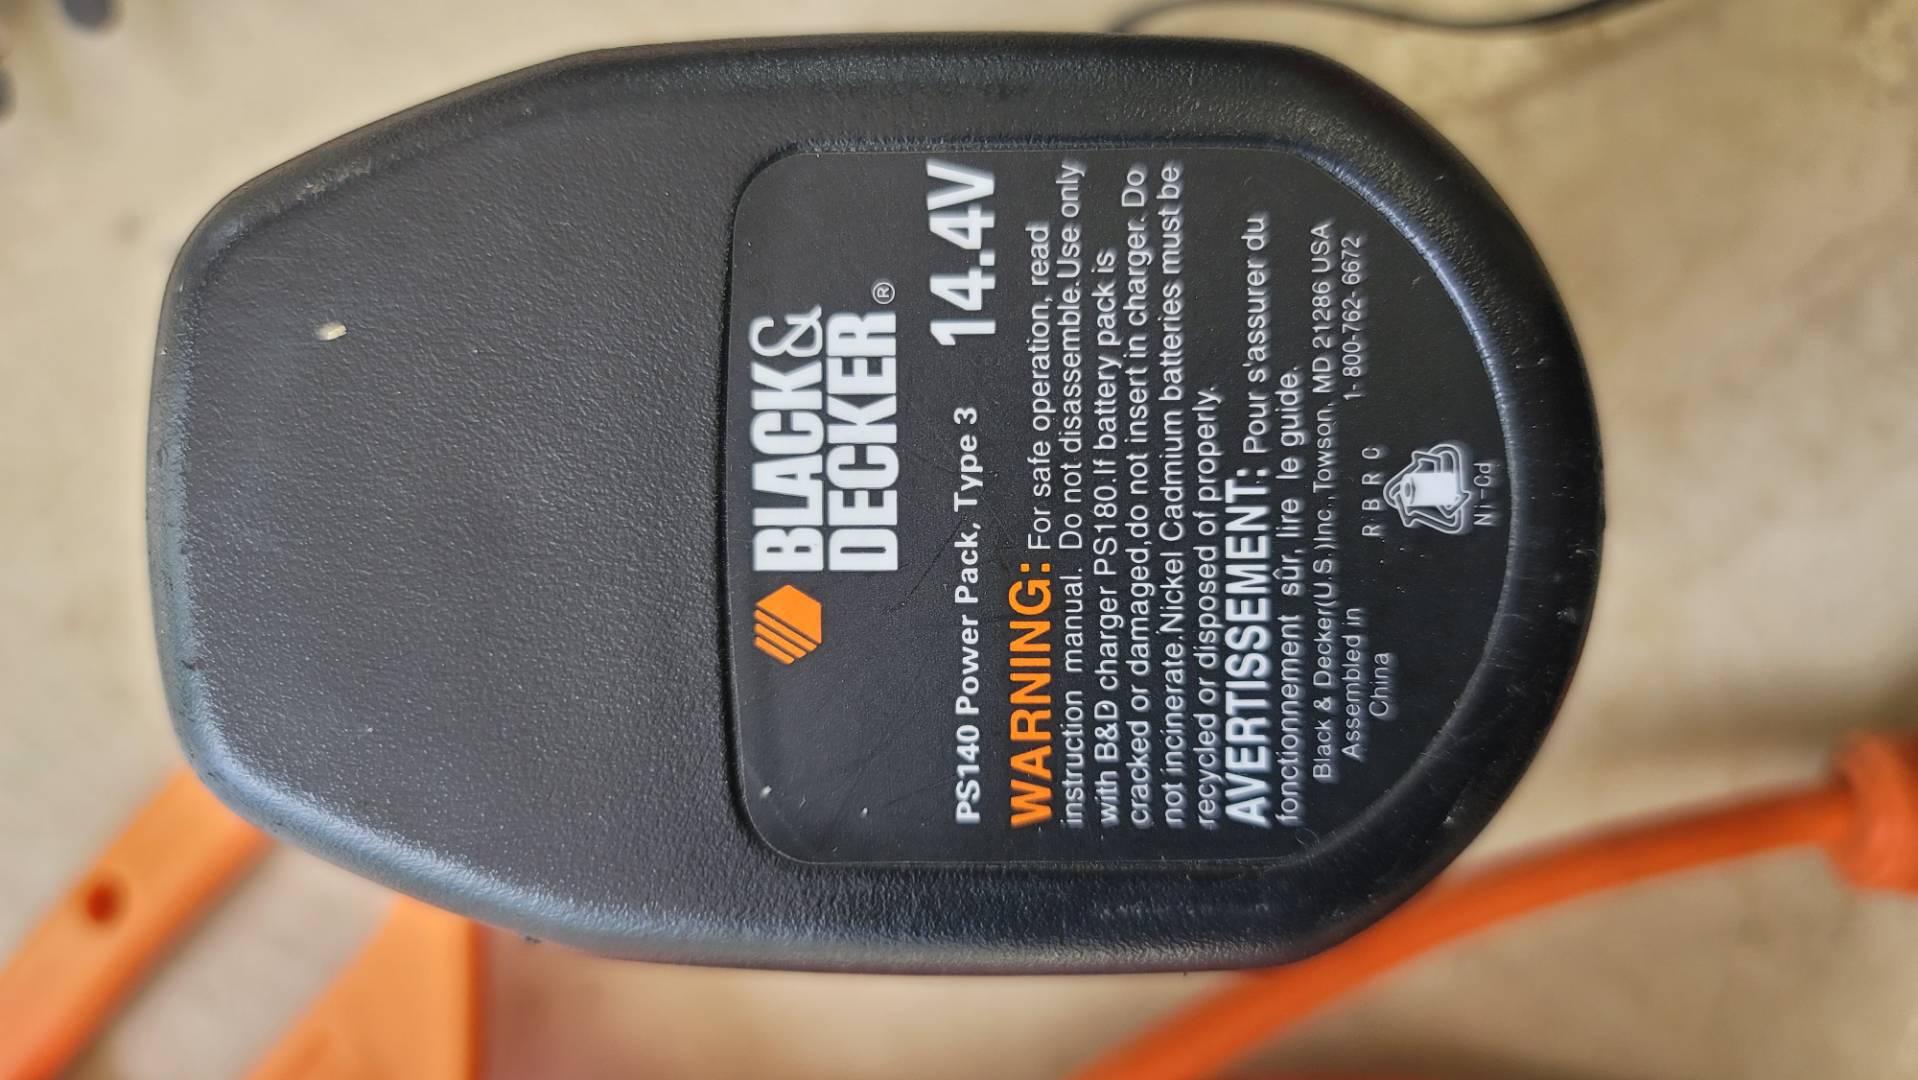 BLACK&
DECKER®
PS140 Power Pack, Type 3 14.4V
WARNING: For safe operation, read
instruction manual. Do not disassemble.Use only
with B&D charger PS180.If battery pack is
cracked or damaged,do not insert in charger. Do
not incinerate.Nickel Cadmium batteries must be
recycled or disposed of properly.
AVERTISSEMENT: Pour s'assurer du
fonctionnement sûr, lire le guide.
Black & Decker(U.S.)Inc.,Towson, MD 21286 USA
Assembled in
China
1-800-762-6672
RBRC
Ni-Cd